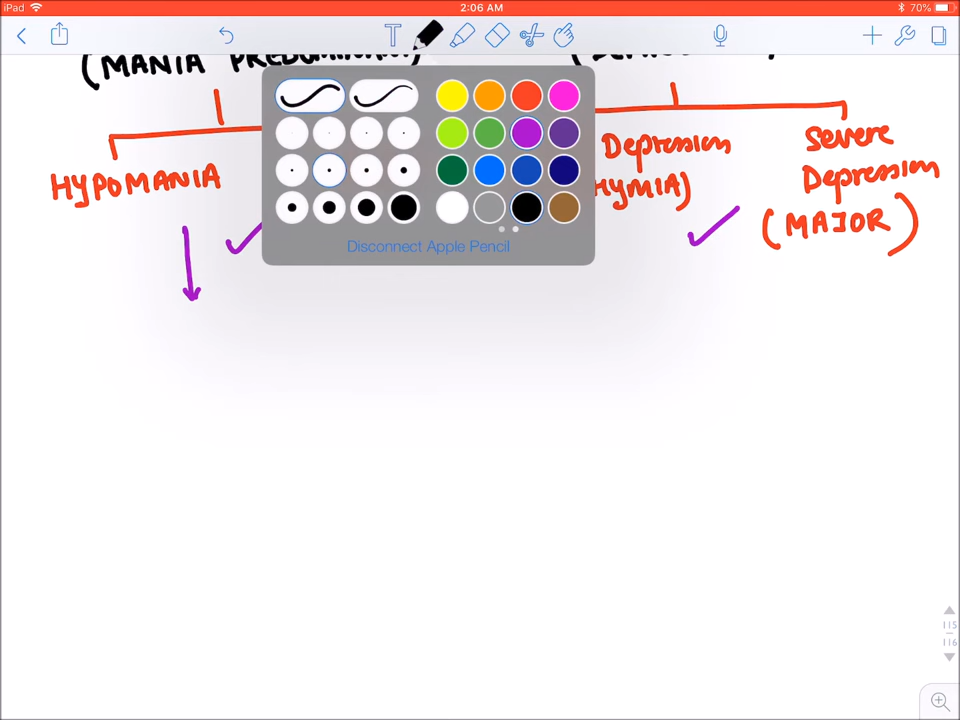 iPad 2:06 AM 70%
T
(MANIA
HYPOMANIA
Depression
HYMIA)
Severe
Depression
(MAJOR)
Disconnect Apple Pencil
115
116